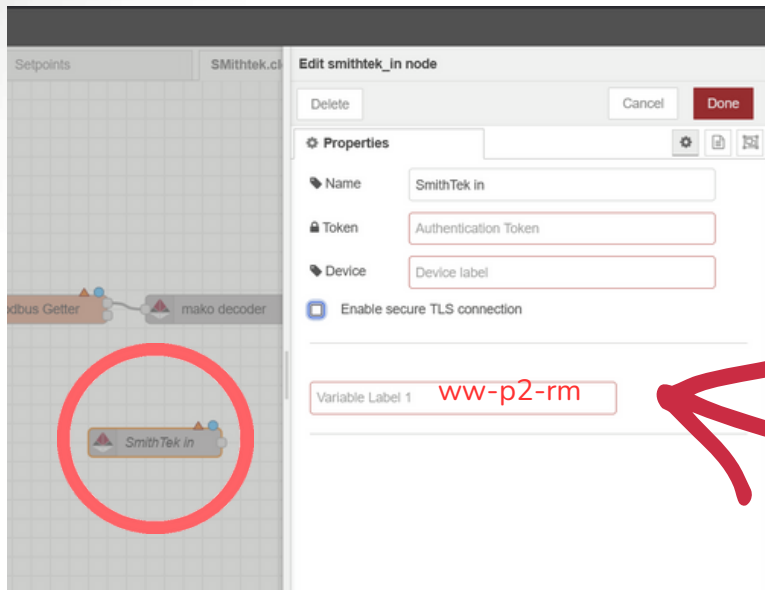 Setpoints
SMithtek.cl
Edit smithtek_in node
Delete
Cancel
Done
Properties
Name
SmithTek in
Token
Authentication Token
Device
Device label
Enable secure TLS connection
dbus Getter
mako decoder
Variable Label 1
ww-p2-rm
SmithTek in